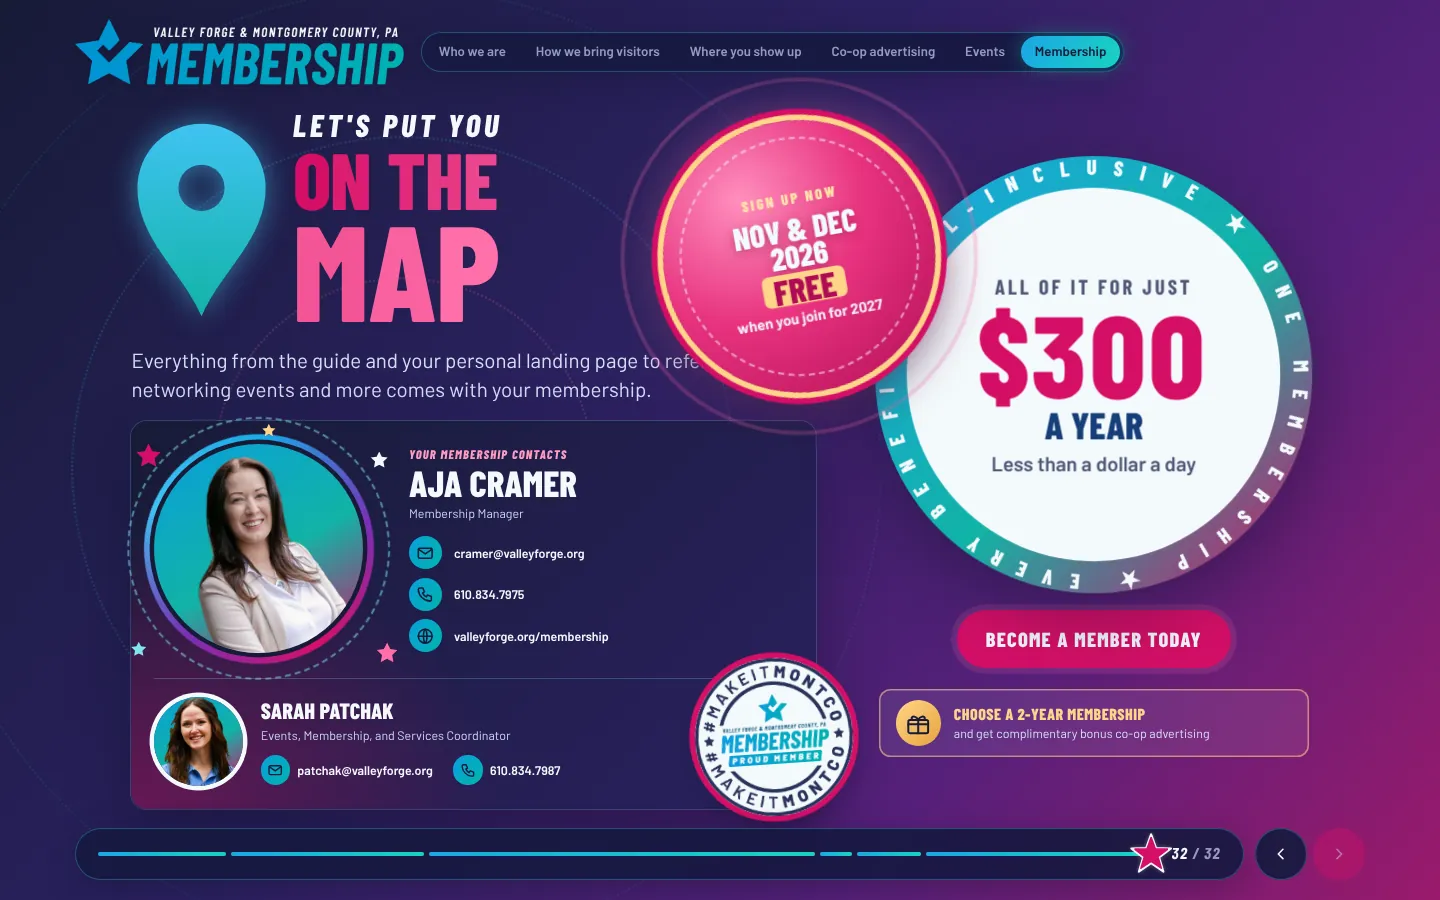 VALLEY FORGE & MONTGOMERY COUNTY, PA
MEMBERSHIP
Who we are
How we bring visitors
Where you show up
Co-op advertising
Events
Membership
LET'S PUT YOU
ON THE
MAP
Everything from the guide and your personal landing page to
networking events and more comes with your membership.
SIGN UP NOW
NOV & DEC
2026
FREE
when you join for 2027
INCLUSIVE ★ ONE MEMBERSHIP ★ EVERY
ALL OF IT FOR JUST
$300
A YEAR
Less than a dollar a day
YOUR MEMBERSHIP CONTACTS
AJA CRAMER
Membership Manager
cramer@valleyforge.org
610.834.7975
valleyforge.org/membership
SARAH PATCHAK
Events, Membership, and Services Coordinator
patchak@valleyforge.org
610.834.7987
#MAKEITMONTCO
VALLEY FORGE & MONTGOMERY COUNTY, PA
MEMBERSHIP
PROUD MEMBER
#MAKEITMONTCO
BECOME A MEMBER TODAY
CHOOSE A 2-YEAR MEMBERSHIP
and get complimentary bonus co-op advertising
32 / 32